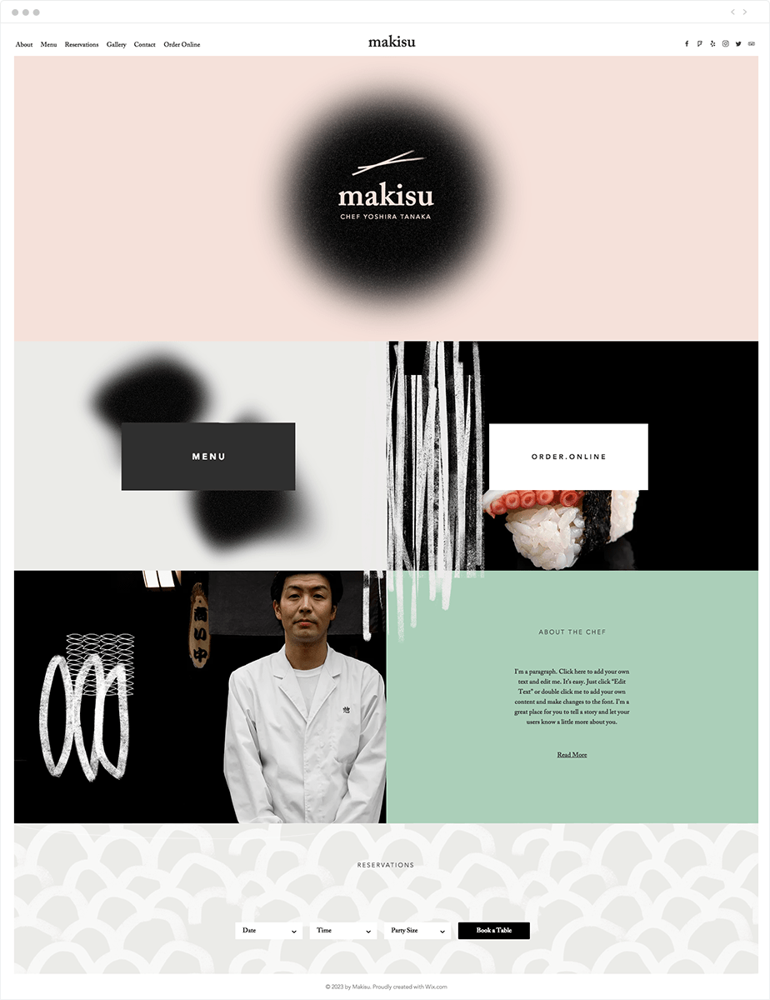 About Menu Reservations Gallery Contact Order Online
makisu
makisu
CHEF YOSHIRA TANAKA
MENU
ORDER.ONLINE
商い中
ABOUT THE CHEF
I'm a paragraph. Click here to add your own
text and edit me. It's easy. Just click “Edit
Text” or double click me to add your own
content and make changes to the font. I'm a
great place for you to tell a story and let your
users know a little more about you.
Read More
RESERVATIONS
Date Time Party Size Book a Table
© 2023 by Makisu. Proudly created with Wix.com